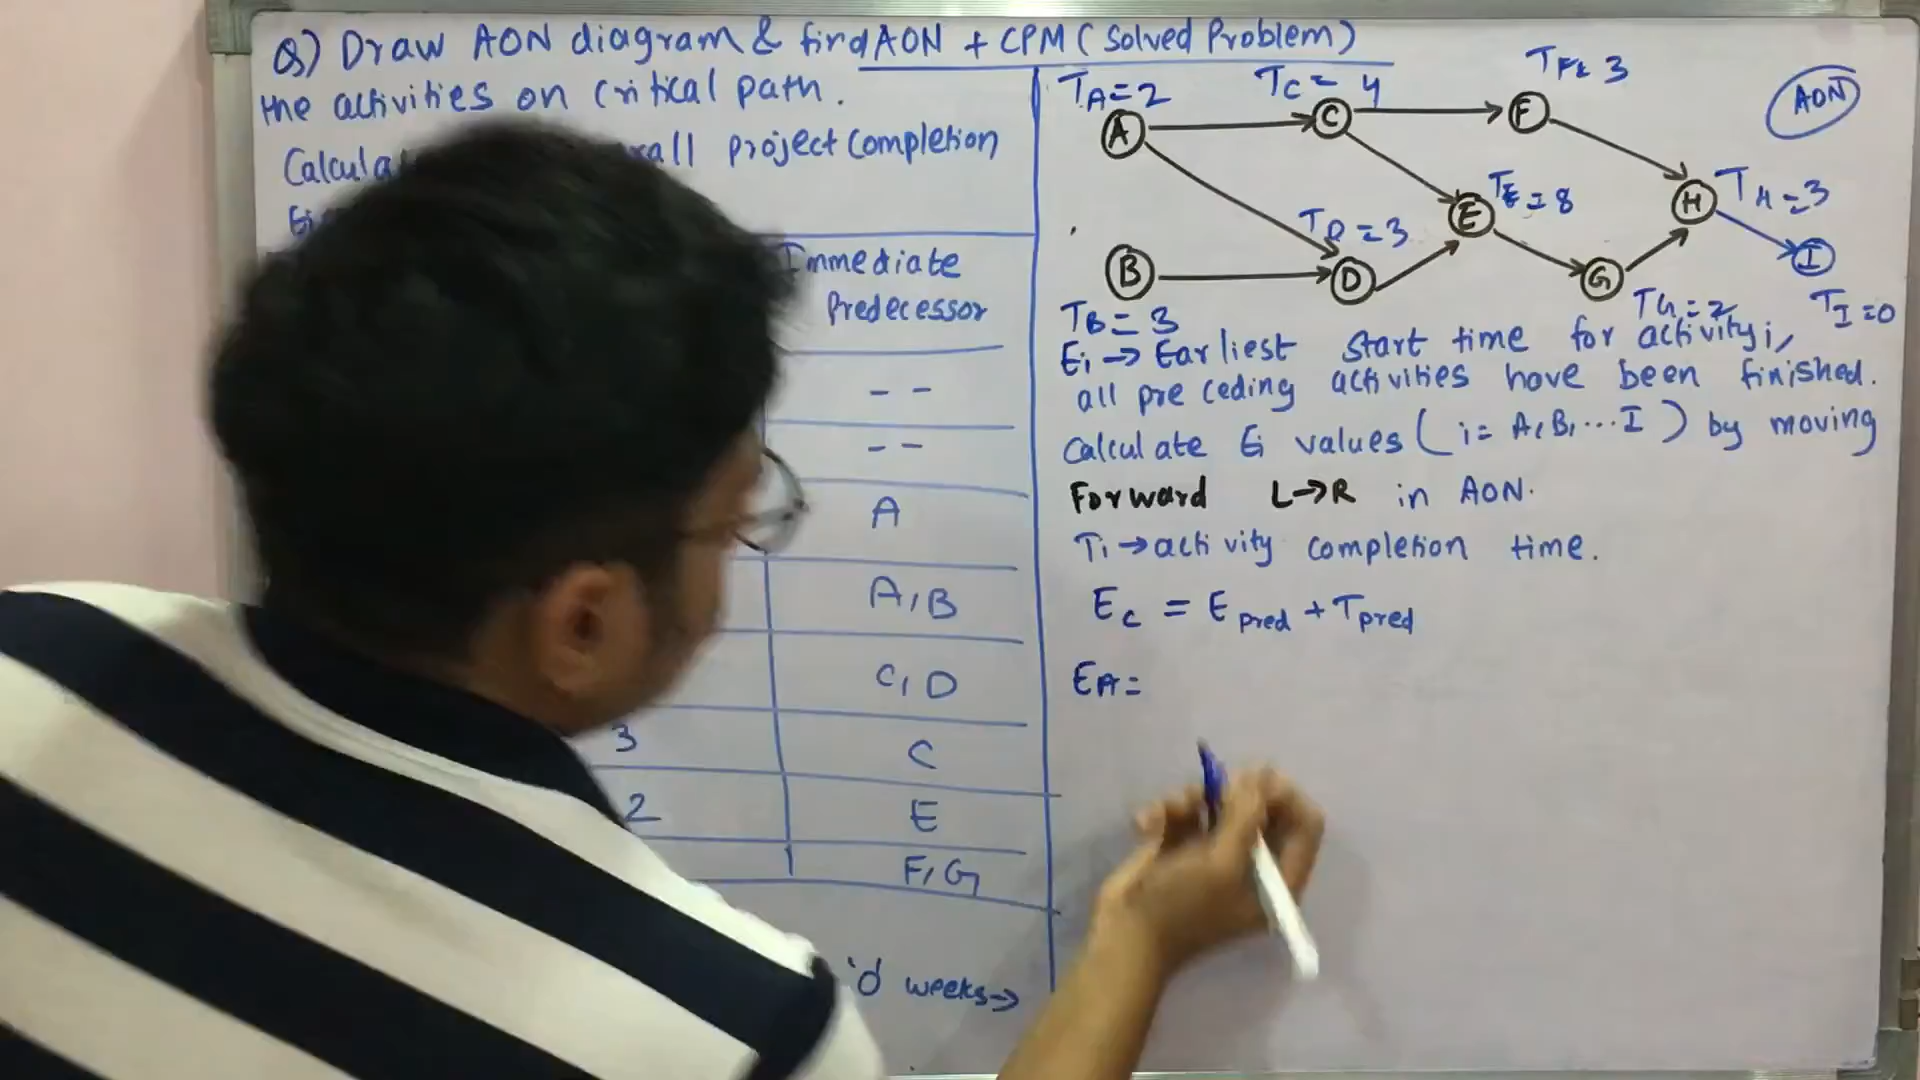 Q) Draw AON diagram & find AON + CPM (Solved Problem)
the activities on critical path.
Calcula rall project completion
Immediate
Predecessor
- -
- -
A
A, B
C, D
3 C
2 E
F, G
'd weeks→
TA=2
TC= 4
TF= 3
AON
A
C
F
TE=8
TH=3
H
E
TD=3
I
B
D
G
TB= 3
TG=2
TI=0
Ei → Earliest start time for activity i,
all preceding activities have been finished.
Calculate Ei values (i= A, B, ... I) by moving
Forward L→R in AON.
Ti → activity completion time.
Ec = E pred + T pred
EA=